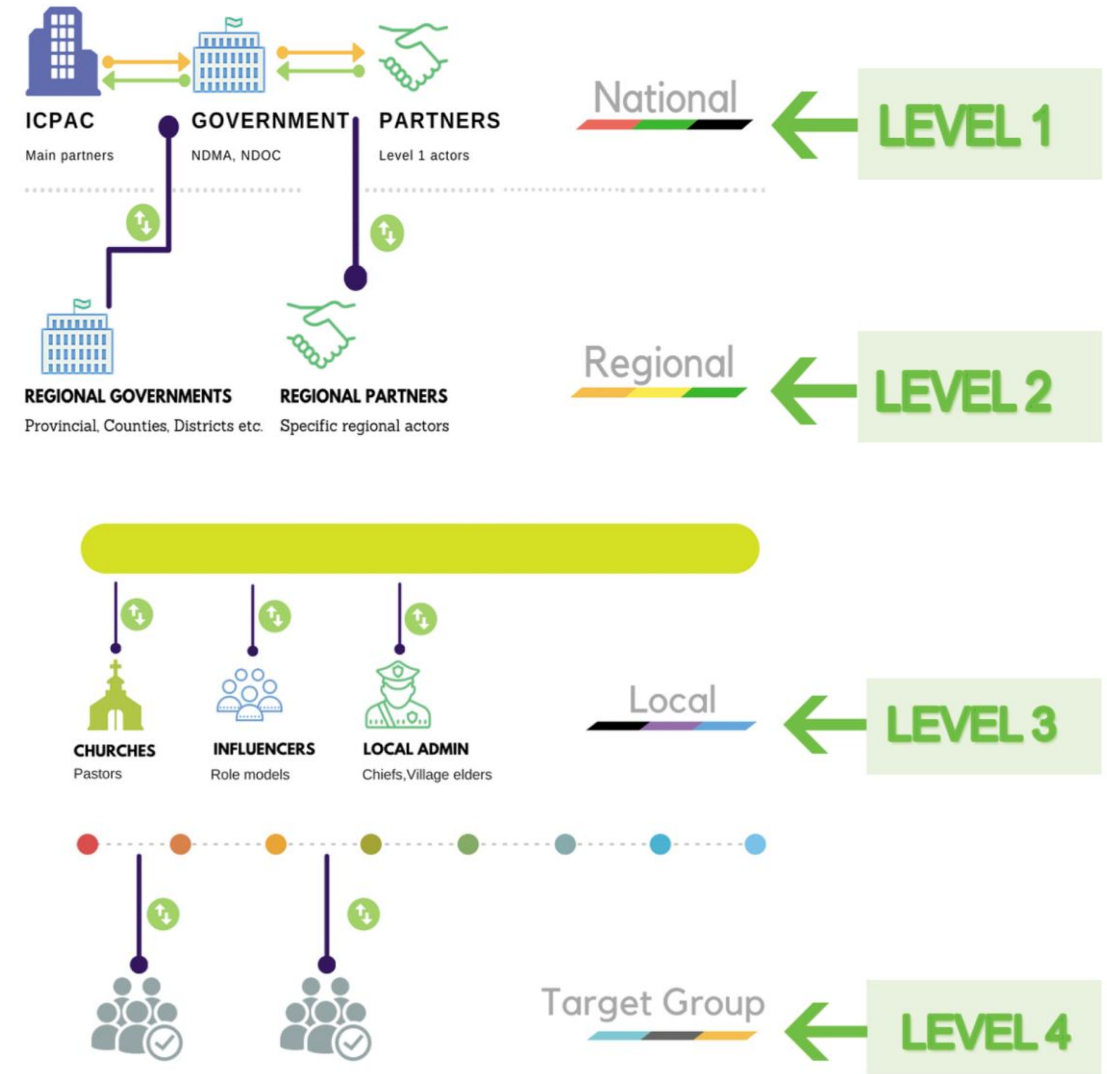 ICPAC
Main partners
GOVERNMENT
NDMA, NDOC
PARTNERS
Level 1 actors
National
LEVEL 1
REGIONAL GOVERNMENTS
Provincial, Counties, Districts etc.
REGIONAL PARTNERS
Specific regional actors
Regional
LEVEL 2
CHURCHES
Pastors
INFLUENCERS
Role models
LOCAL ADMIN
Chiefs,Village elders
Local
LEVEL 3
Target Group
LEVEL 4